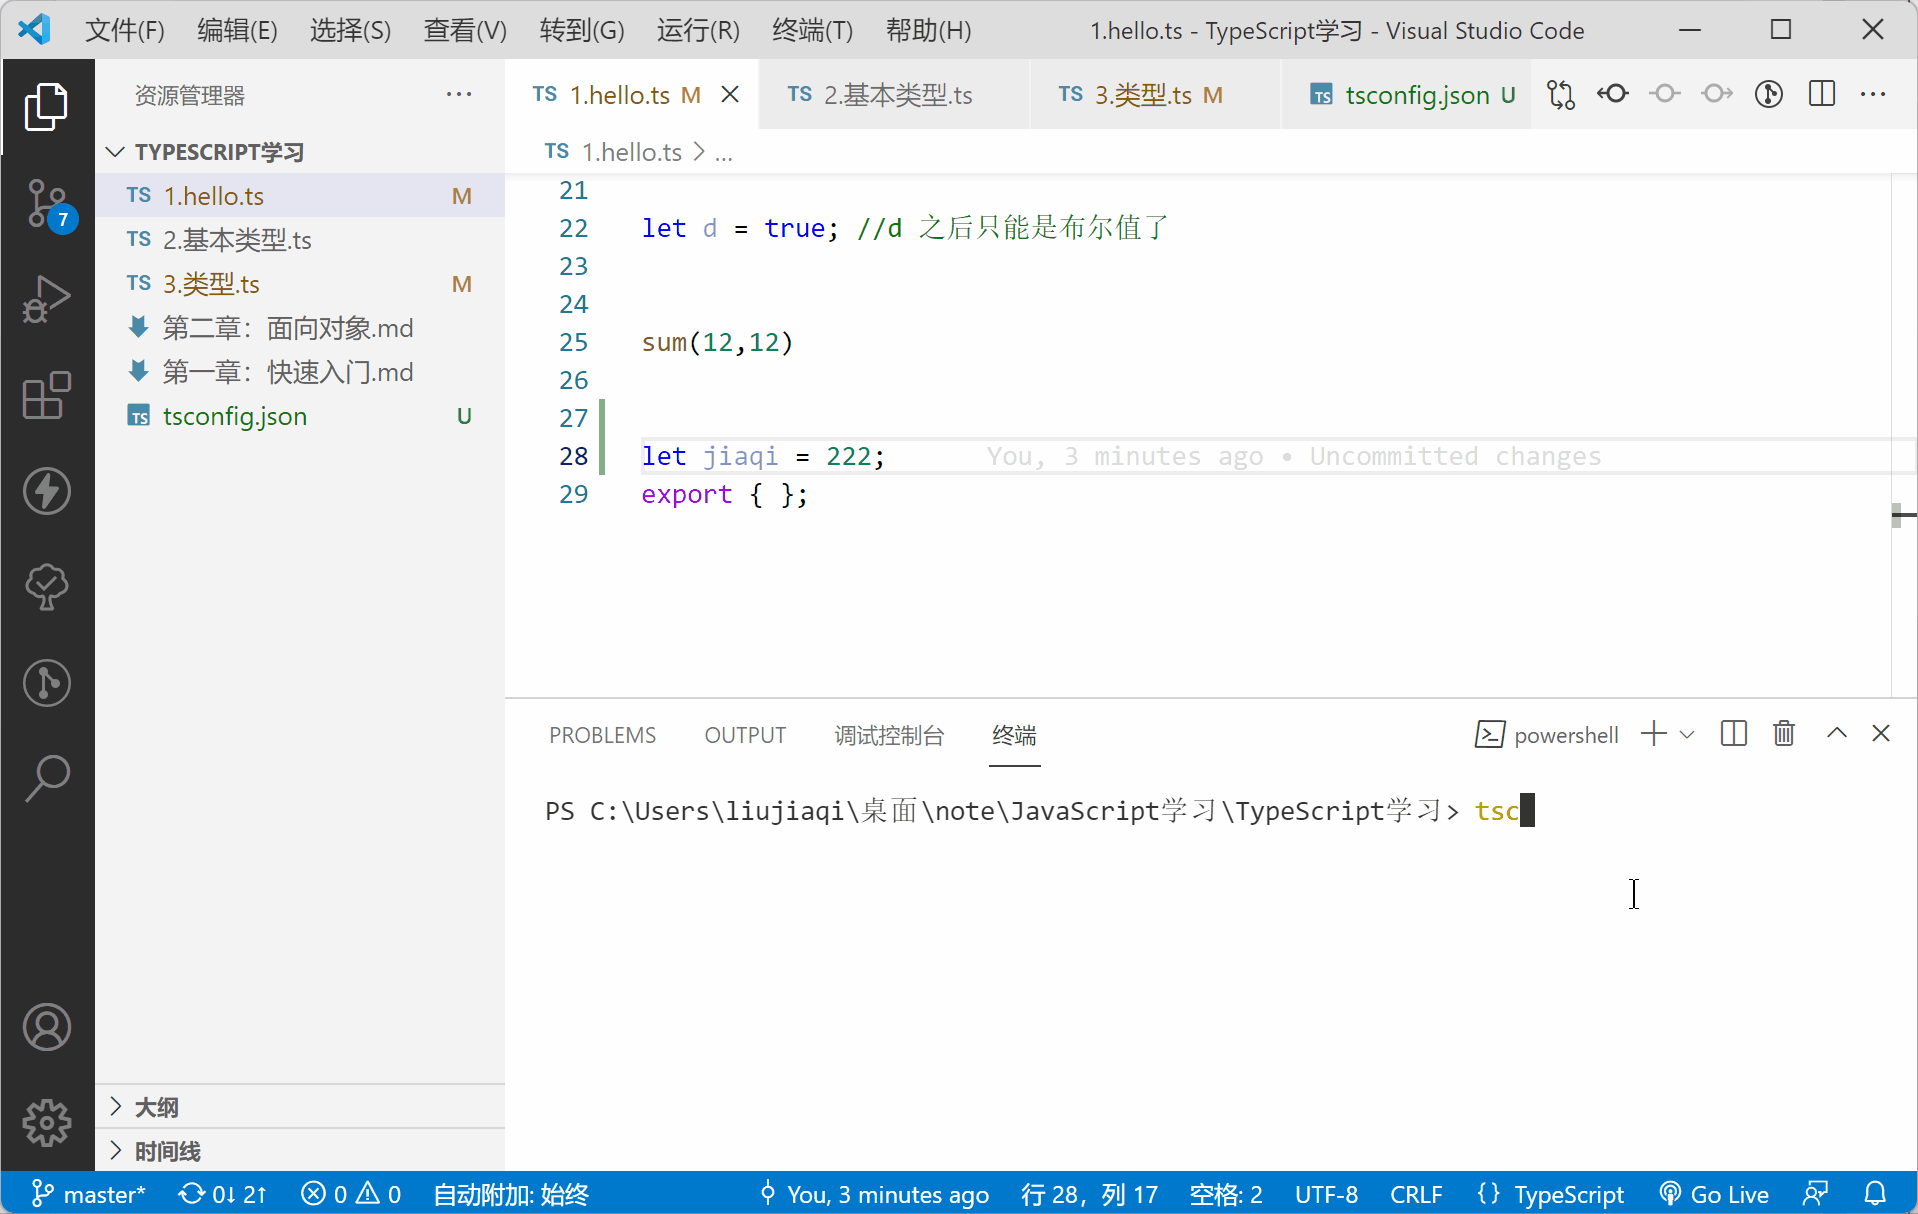 文件(F) 编辑(E) 选择(S) 查看(V) 转到(G) 运行(R) 终端(T) 帮助(H) 1.hello.ts - TypeScript学习 - Visual Studio Code
资源管理器
TS 1.hello.ts M TS 2.基本类型.ts TS 3.类型.ts M TS tsconfig.json U
TYPESCRIPT学习
TS 1.hello.ts M
TS 2.基本类型.ts
TS 3.类型.ts M
第二章：面向对象.md
第一章：快速入门.md
TS tsconfig.json U
7
大纲
时间线
TS 1.hello.ts > ...
21
22 let d = true; //d 之后只能是布尔值了
23
24
25 sum(12,12)
26
27
28 let jiaqi = 222; You, 3 minutes ago • Uncommitted changes
29 export { };
PROBLEMS OUTPUT 调试控制台 终端 powershell
PS C:\Users\liujiaqi\桌面\note\JavaScript学习\TypeScript学习> tsc
master* 0↓ 2↑ 0 0 自动附加: 始终 You, 3 minutes ago 行 28，列 17 空格: 2 UTF-8 CRLF {} TypeScript Go Live